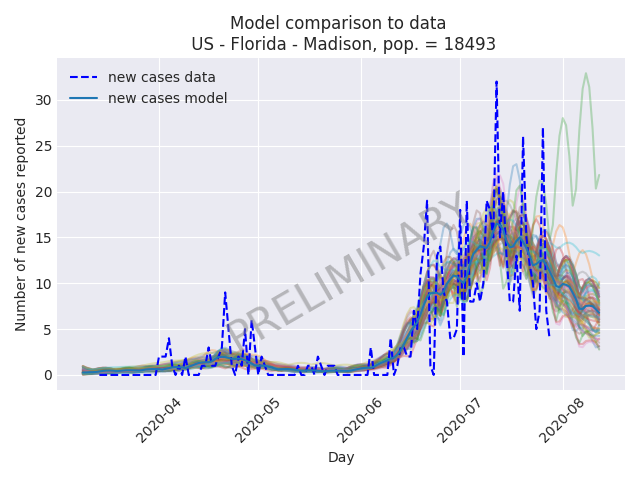 Model comparison to data
US - Florida - Madison, pop. = 18493
new cases data
new cases model
Number of new cases reported
30
25
20
15
10
5
0
PRELIMINARY
2020-04
2020-05
2020-06
2020-07
2020-08
Day